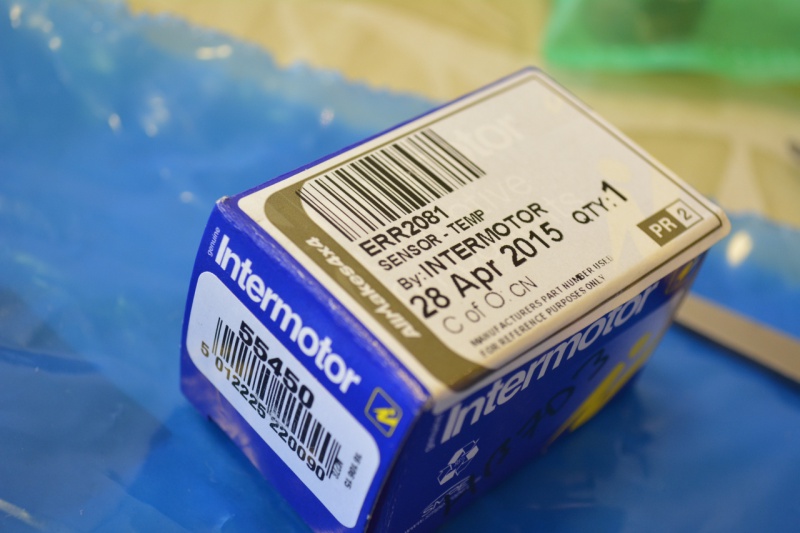 ERR2081
SENSOR - TEMP
By: INTERMOTOR
28 Apr 2015 QTY: 1
C of O: CN
MANUFACTURERS PART NUMBER USED
FOR REFERENCE PURPOSES ONLY
PR 2
AllMakes4x4
genuine
Intermotor
55450
5 012225 220090
Intermotor